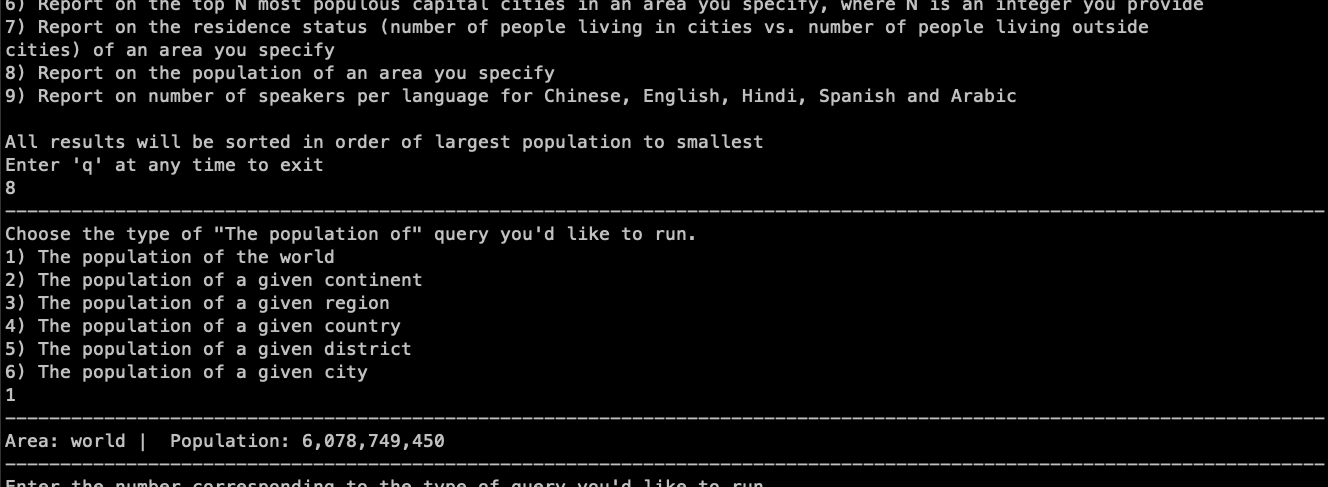 6) Report on the top N most populous capital cities in an area you specify, where N is an integer you provide
7) Report on the residence status (number of people living in cities vs. number of people living outside
cities) of an area you specify
8) Report on the population of an area you specify
9) Report on number of speakers per language for Chinese, English, Hindi, Spanish and Arabic
All results will be sorted in order of largest population to smallest
Enter 'q' at any time to exit
8
Choose the type of "The population of" query you'd like to run.
1) The population of the world
2) The population of a given continent
3) The population of a given region
4) The population of a given country
5) The population of a given district
6) The population of a given city
1
Area: world |  Population: 6,078,749,450
Enter the number corresponding to the type of query you'd like to run